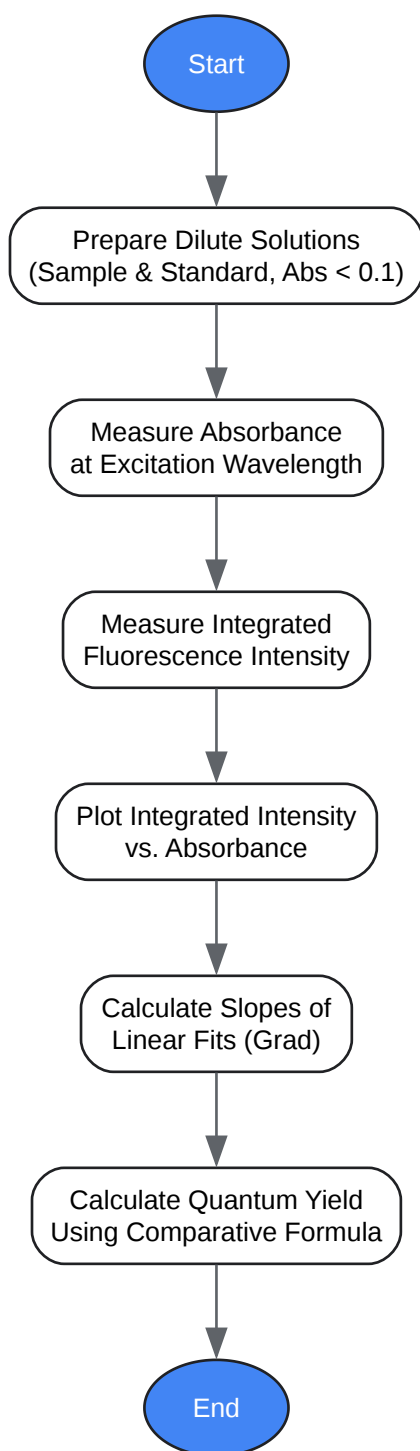 Start
Prepare Dilute Solutions
(Sample & Standard, Abs < 0.1)
Measure Absorbance
at Excitation Wavelength
Measure Integrated
Fluorescence Intensity
Plot Integrated Intensity
vs. Absorbance
Calculate Slopes of
Linear Fits (Grad)
Calculate Quantum Yield
Using Comparative Formula
End